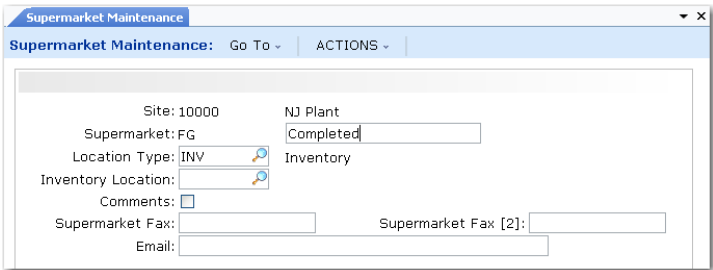 Supermarket Maintenance
Supermarket Maintenance: Go To ACTIONS
Site: 10000 NJ Plant
Supermarket: FG Completed
Location Type: INV Inventory
Inventory Location:
Comments:
Supermarket Fax: Supermarket Fax [2]:
Email: